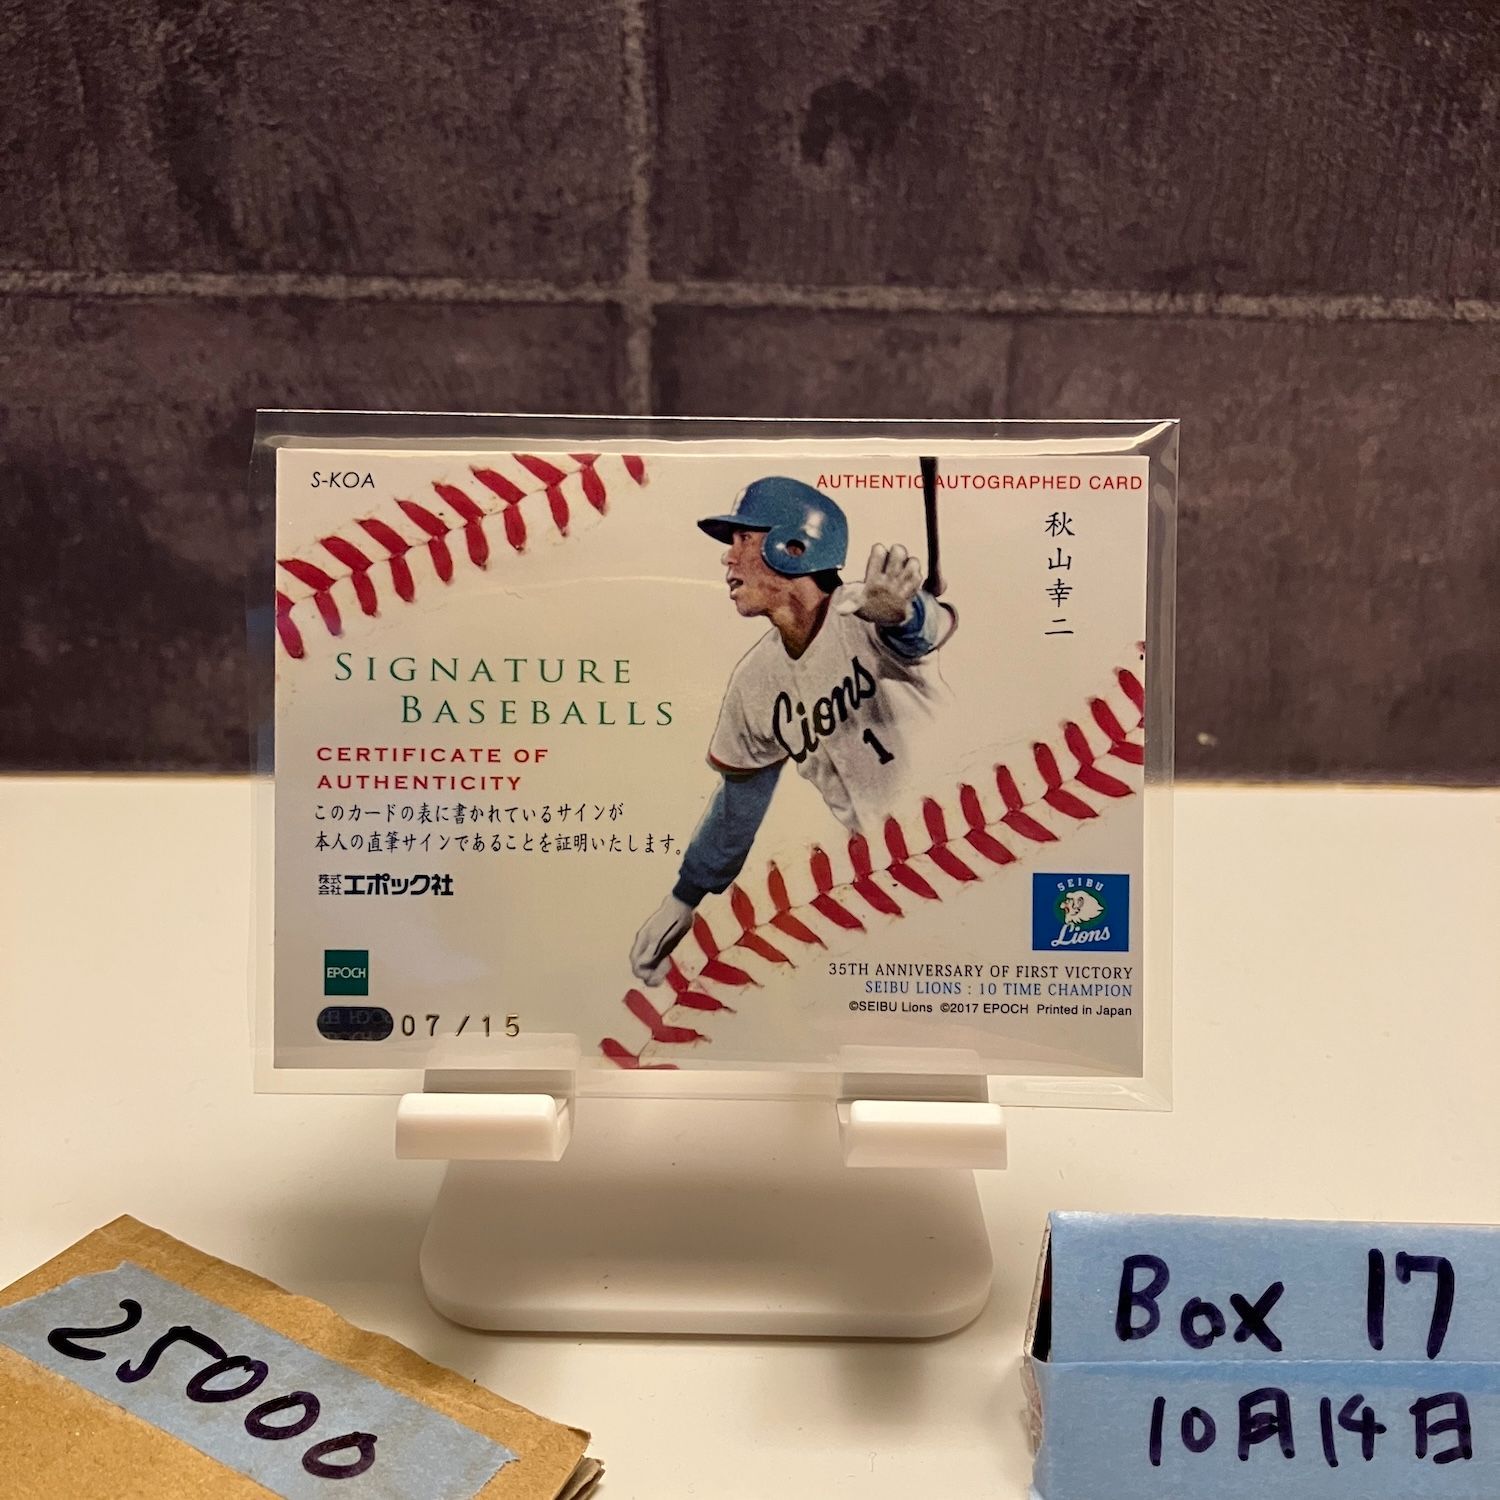 S-KOA
AUTHENTIC AUTOGRAPHED CARD
秋山幸二
SIGNATURE
BASEBALLS
CERTIFICATE OF
AUTHENTICITY
このカードの表に書かれているサインが
本人の直筆サインであることを証明いたします。
株式会社エポック社
Lions
1
SEIBU
Lions
EPOCH
07/15
35TH ANNIVERSARY OF FIRST VICTORY
SEIBU LIONS : 10 TIME CHAMPION
©SEIBU Lions ©2017 EPOCH Printed in Japan
25000
Box 17
10月14日